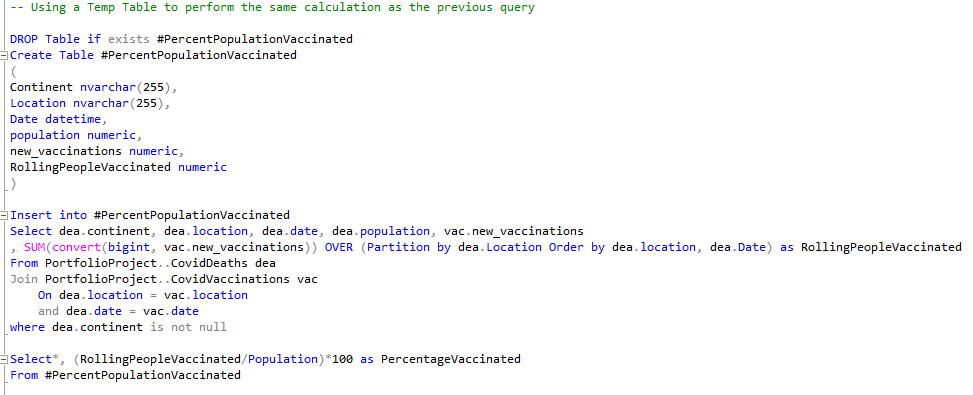 -- Using a Temp Table to perform the same calculation as the previous query
DROP Table if exists #PercentPopulationVaccinated
Create Table #PercentPopulationVaccinated
(
Continent nvarchar(255),
Location nvarchar(255),
Date datetime,
population numeric,
new_vaccinations numeric,
RollingPeopleVaccinated numeric
)
Insert into #PercentPopulationVaccinated
Select dea.continent, dea.location, dea.date, dea.population, vac.new_vaccinations
, SUM(convert(bigint, vac.new_vaccinations)) OVER (Partition by dea.Location Order by dea.location, dea.Date) as RollingPeopleVaccinated
From PortfolioProject..CovidDeaths dea
Join PortfolioProject..CovidVaccinations vac
    On dea.location = vac.location
    and dea.date = vac.date
where dea.continent is not null
Select*, (RollingPeopleVaccinated/Population)*100 as PercentageVaccinated
From #PercentPopulationVaccinated